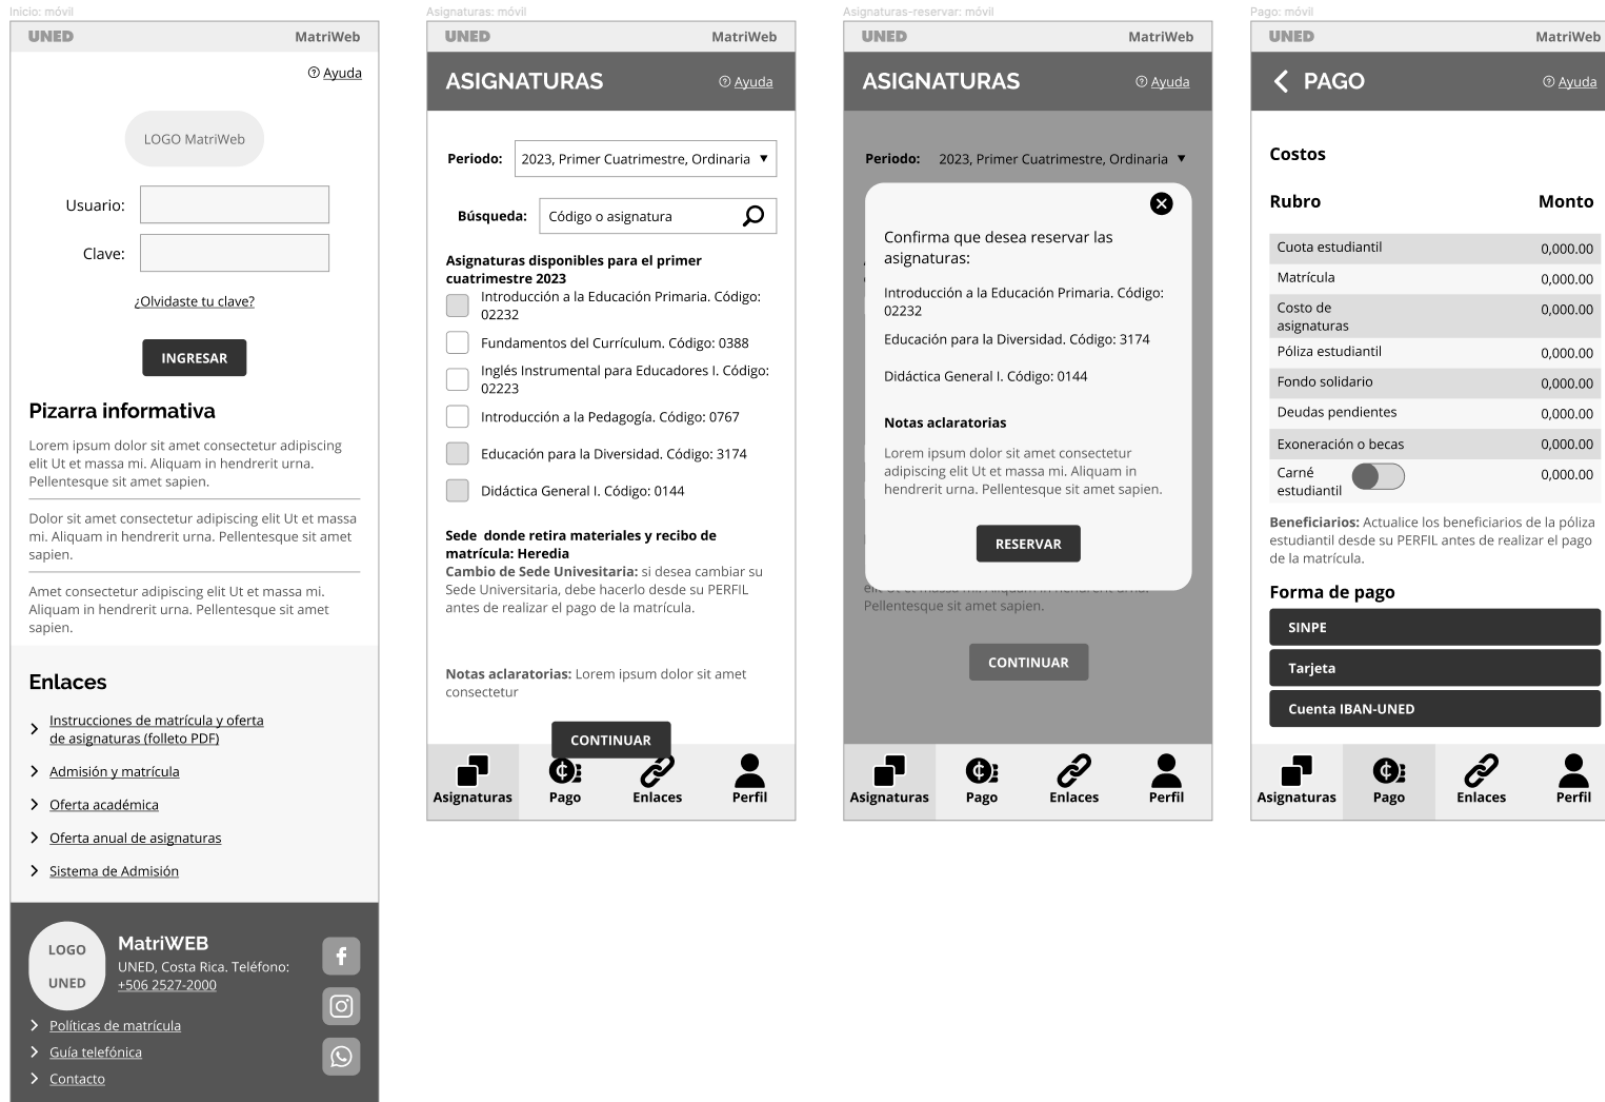 Inicio: móvil
UNED MatriWeb
Ayuda
LOGO MatriWeb
Usuario:
Clave:
¿Olvidaste tu clave?
INGRESAR
Pizarra informativa
Lorem ipsum dolor sit amet consectetur adipiscing
elit Ut et massa mi. Aliquam in hendrerit urna.
Pellentesque sit amet sapien.
Dolor sit amet consectetur adipiscing elit Ut et massa
mi. Aliquam in hendrerit urna. Pellentesque sit amet
sapien.
Amet consectetur adipiscing elit Ut et massa mi.
Aliquam in hendrerit urna. Pellentesque sit amet
sapien.
Enlaces
Instrucciones de matrícula y oferta
de asignaturas (folleto PDF)
Admisión y matrícula
Oferta académica
Oferta anual de asignaturas
Sistema de Admisión
LOGO
UNED
MatriWEB
UNED, Costa Rica. Teléfono:
+506 2527-2000
Políticas de matrícula
Guía telefónica
Contacto
Asignaturas: móvil
UNED MatriWeb
ASIGNATURAS Ayuda
Periodo: 2023, Primer Cuatrimestre, Ordinaria
Búsqueda: Código o asignatura
Asignaturas disponibles para el primer
cuatrimestre 2023
Introducción a la Educación Primaria. Código:
02232
Fundamentos del Currículum. Código: 0388
Inglés Instrumental para Educadores I. Código:
02223
Introducción a la Pedagogía. Código: 0767
Educación para la Diversidad. Código: 3174
Didáctica General I. Código: 0144
Sede donde retira materiales y recibo de
matrícula: Heredia
Cambio de Sede Univesitaria: si desea cambiar su
Sede Universitaria, debe hacerlo desde su PERFIL
antes de realizar el pago de la matrícula.
Notas aclaratorias: Lorem ipsum dolor sit amet
consectetur
CONTINUAR
Asignaturas Pago Enlaces Perfil
Asignaturas-reservar: móvil
UNED MatriWeb
ASIGNATURAS Ayuda
Periodo: 2023, Primer Cuatrimestre, Ordinaria
Confirma que desea reservar las
asignaturas:
Introducción a la Educación Primaria. Código:
02232
Educación para la Diversidad. Código: 3174
Didáctica General I. Código: 0144
Notas aclaratorias
Lorem ipsum dolor sit amet consectetur
adipiscing elit Ut et massa mi. Aliquam in
hendrerit urna. Pellentesque sit amet sapien.
RESERVAR
Pellentesque sit amet sapien.
CONTINUAR
Asignaturas Pago Enlaces Perfil
Pago: móvil
UNED MatriWeb
PAGO Ayuda
Costos
Rubro Monto
Cuota estudiantil 0,000.00
Matrícula 0,000.00
Costo de 0,000.00
asignaturas
Póliza estudiantil 0,000.00
Fondo solidario 0,000.00
Deudas pendientes 0,000.00
Exoneración o becas 0,000.00
Carné 0,000.00
estudiantil
Beneficiarios: Actualice los beneficiarios de la póliza
estudiantil desde su PERFIL antes de realizar el pago
de la matrícula.
Forma de pago
SINPE
Tarjeta
Cuenta IBAN-UNED
Asignaturas Pago Enlaces Perfil